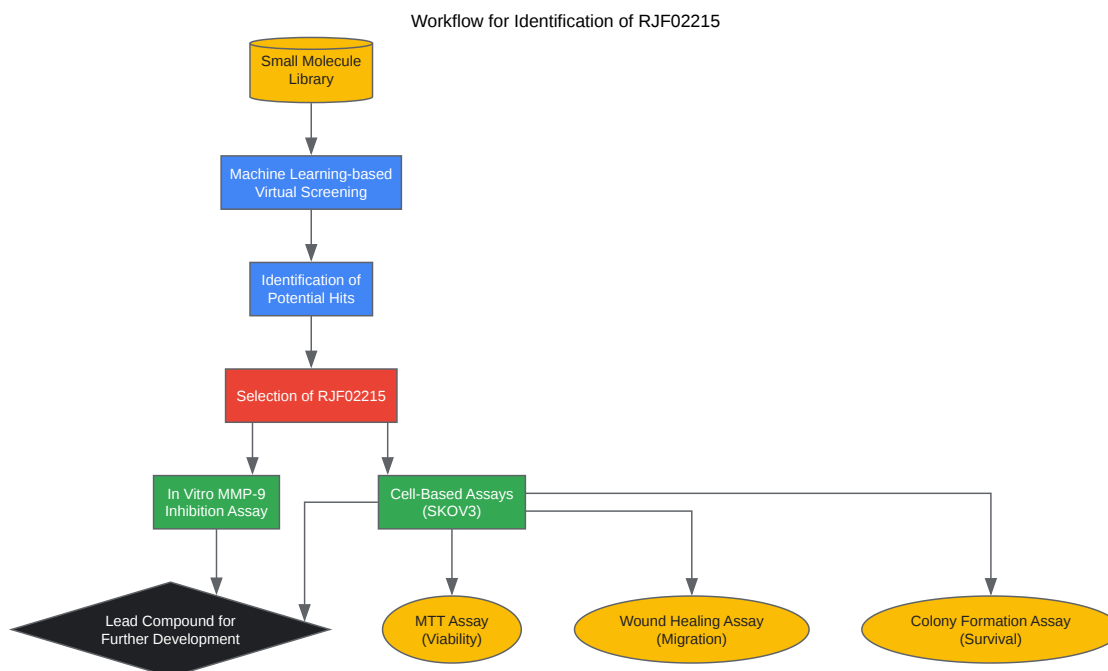 Workflow for Identification of RJF02215
Small Molecule
Library
Machine Learning-based
Virtual Screening
Identification of
Potential Hits
Selection of RJF02215
In Vitro MMP-9
Inhibition Assay
Cell-Based Assays
(SKOV3)
Lead Compound for
Further Development
MTT Assay
(Viability)
Wound Healing Assay
(Migration)
Colony Formation Assay
(Survival)